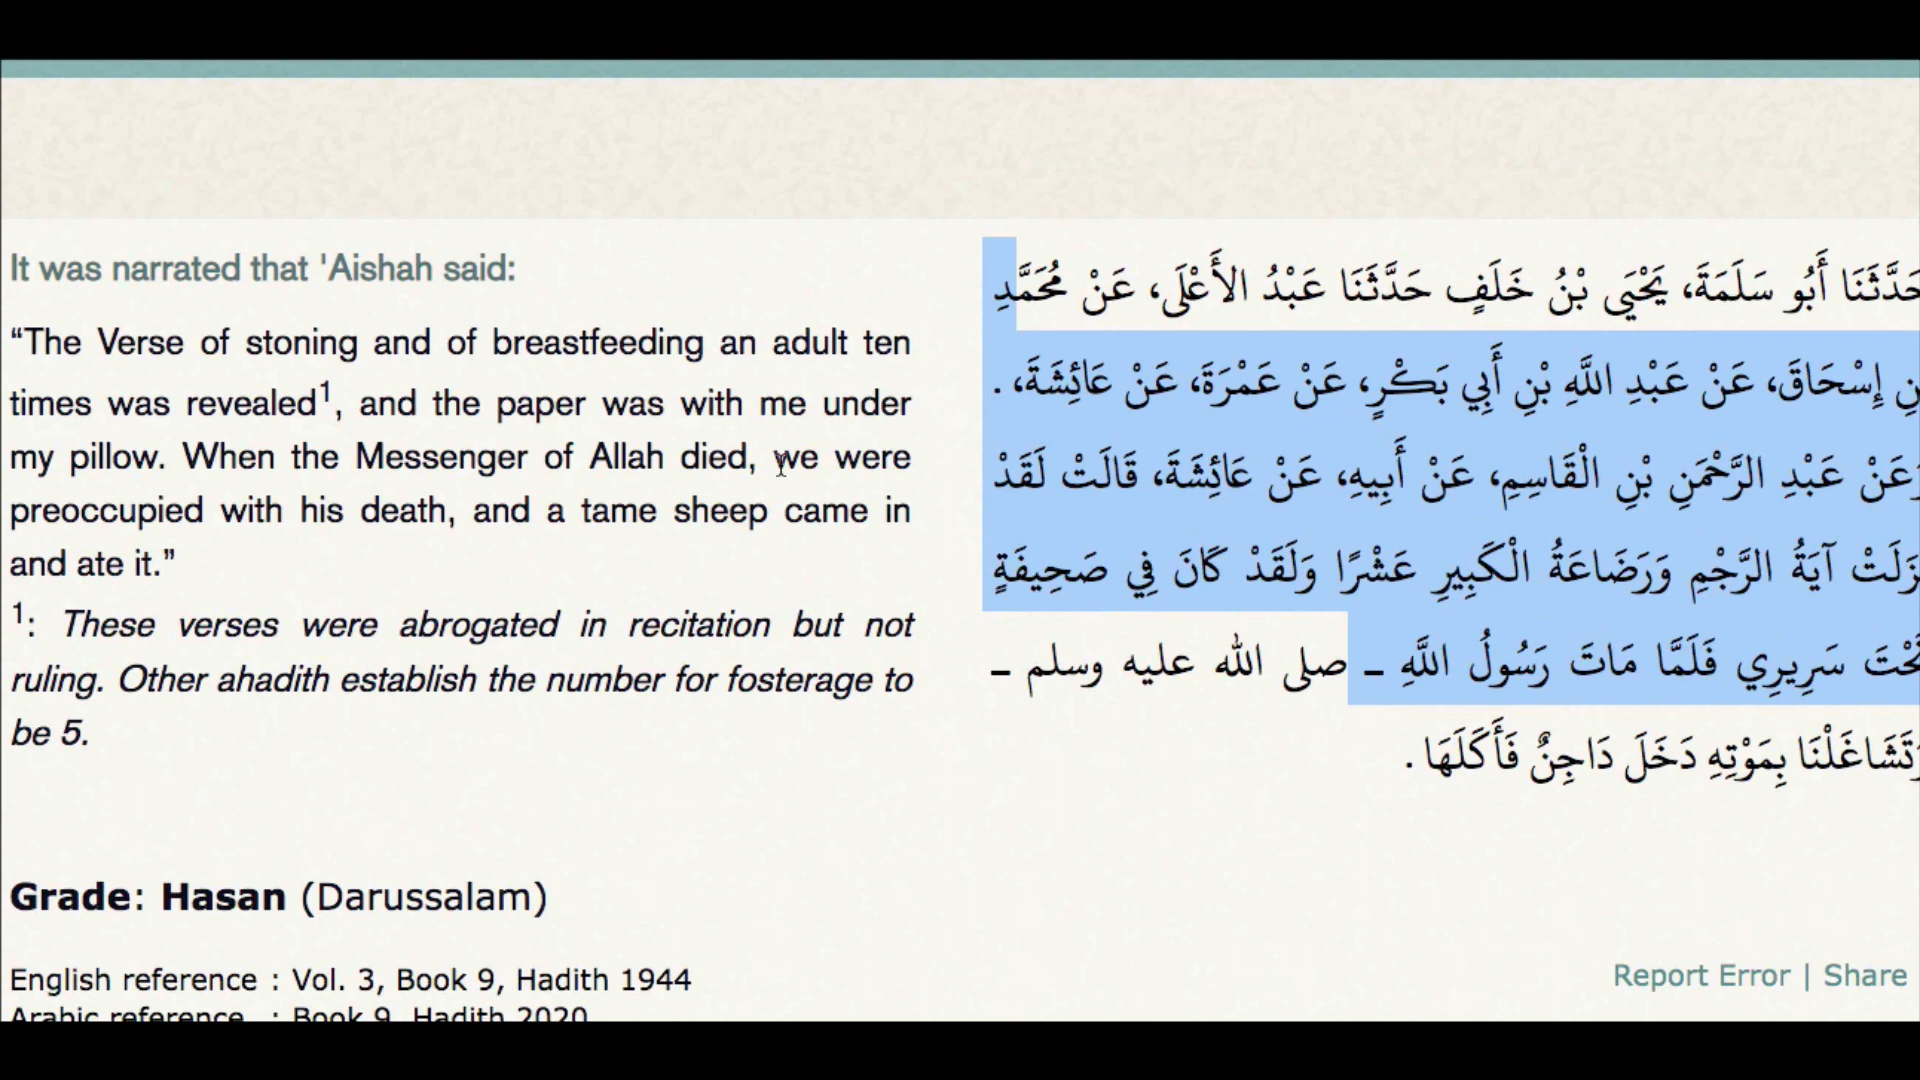 It was narrated that 'Aishah said:
“The Verse of stoning and of breastfeeding an adult ten
times was revealed1, and the paper was with me under
my pillow. When the Messenger of Allah died, we were
preoccupied with his death, and a tame sheep came in
and ate it.”
1: These verses were abrogated in recitation but not
ruling. Other ahadith establish the number for fosterage to
be 5.
Grade: Hasan (Darussalam)
English reference : Vol. 3, Book 9, Hadith 1944
Arabic reference : Book 9, Hadith 2020
حَدَّثَنَا أَبُو سَلَمَةَ، يَحْيَى بْنُ خَلَفٍ حَدَّثَنَا عَبْدُ الأَعْلَى، عَنْ مُحَمَّدِ
بْنِ إِسْحَاقَ، عَنْ عَبْدِ اللَّهِ بْنِ أَبِي بَكْرٍ، عَنْ عَمْرَةَ، عَنْ عَائِشَةَ، .
وَعَنْ عَبْدِ الرَّحْمَنِ بْنِ الْقَاسِمِ، عَنْ أَبِيهِ، عَنْ عَائِشَةَ، قَالَتْ لَقَدْ
نَزَلَتْ آيَةُ الرَّجْمِ وَرَضَاعَةُ الْكَبِيرِ عَشْرًا وَلَقَدْ كَانَ فِي صَحِيفَةٍ
تَحْتَ سَرِيرِي فَلَمَّا مَاتَ رَسُولُ اللَّهِ ـ صلى الله عليه وسلم ـ
وَتَشَاغَلْنَا بِمَوْتِهِ دَخَلَ دَاجِنٌ فَأَكَلَهَا .
Report Error | Share